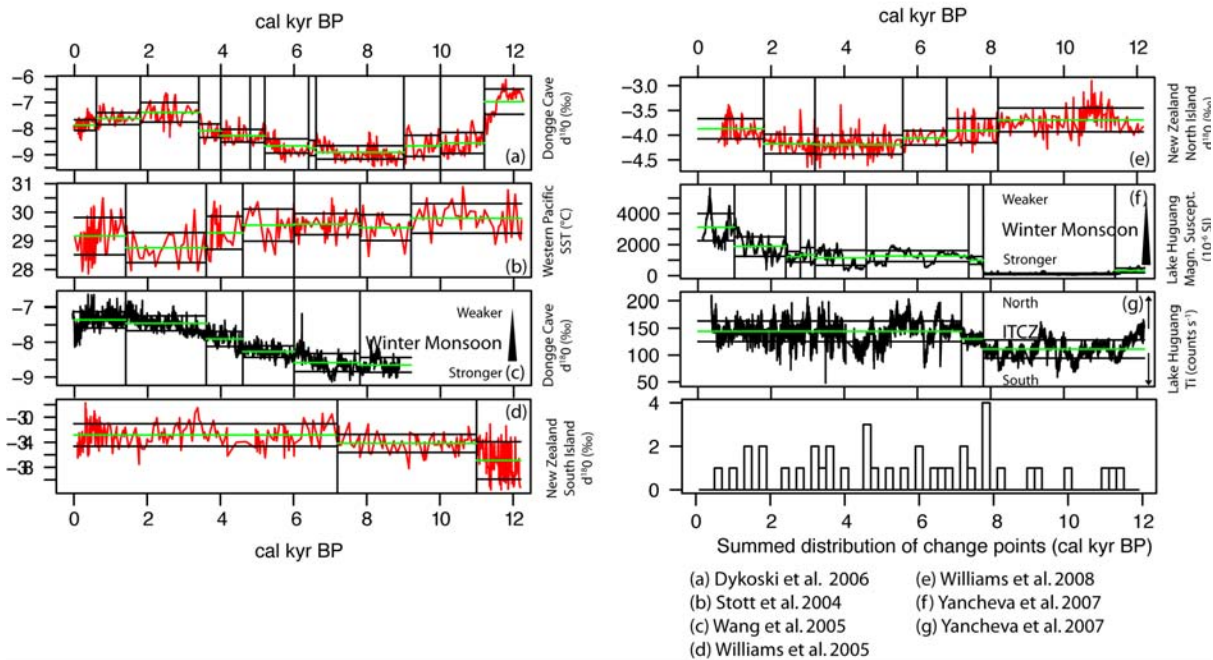 cal kyr BP
0 2 4 6 8 10 12
−6
−7
−8
−9
Dongge Cave
d¹⁸O (‰)
(a)
31
30
29
28
Western Pacific
SST (°C)
(b)
−7
−8
−9
Weaker
Winter Monsoon
Stronger
(c)
Dongge Cave
d¹⁸O (‰)
(d)
New Zealand
South Island
d¹⁸O (‰)
0 2 4 6 8 10 12
cal kyr BP
cal kyr BP
0 2 4 6 8 10 12
−3.0
−3.5
−4.0
−4.5
(e)
New Zealand
North Island
d¹⁸O (‰)
4000
2000
0
Weaker
(f)
Winter Monsoon
Stronger
Lake Huguang
Magn. Suscept.
(10⁻⁶ SI)
200
150
100
50
North
(g)
ITCZ
South
Lake Huguang
Ti (counts s⁻¹)
4
2
0
0 2 4 6 8 10 12
Summed distribution of change points (cal kyr BP)
(a) Dykoski et al. 2006
(b) Stott et al. 2004
(c) Wang et al. 2005
(d) Williams et al. 2005
(e) Williams et al. 2008
(f) Yancheva et al. 2007
(g) Yancheva et al. 2007